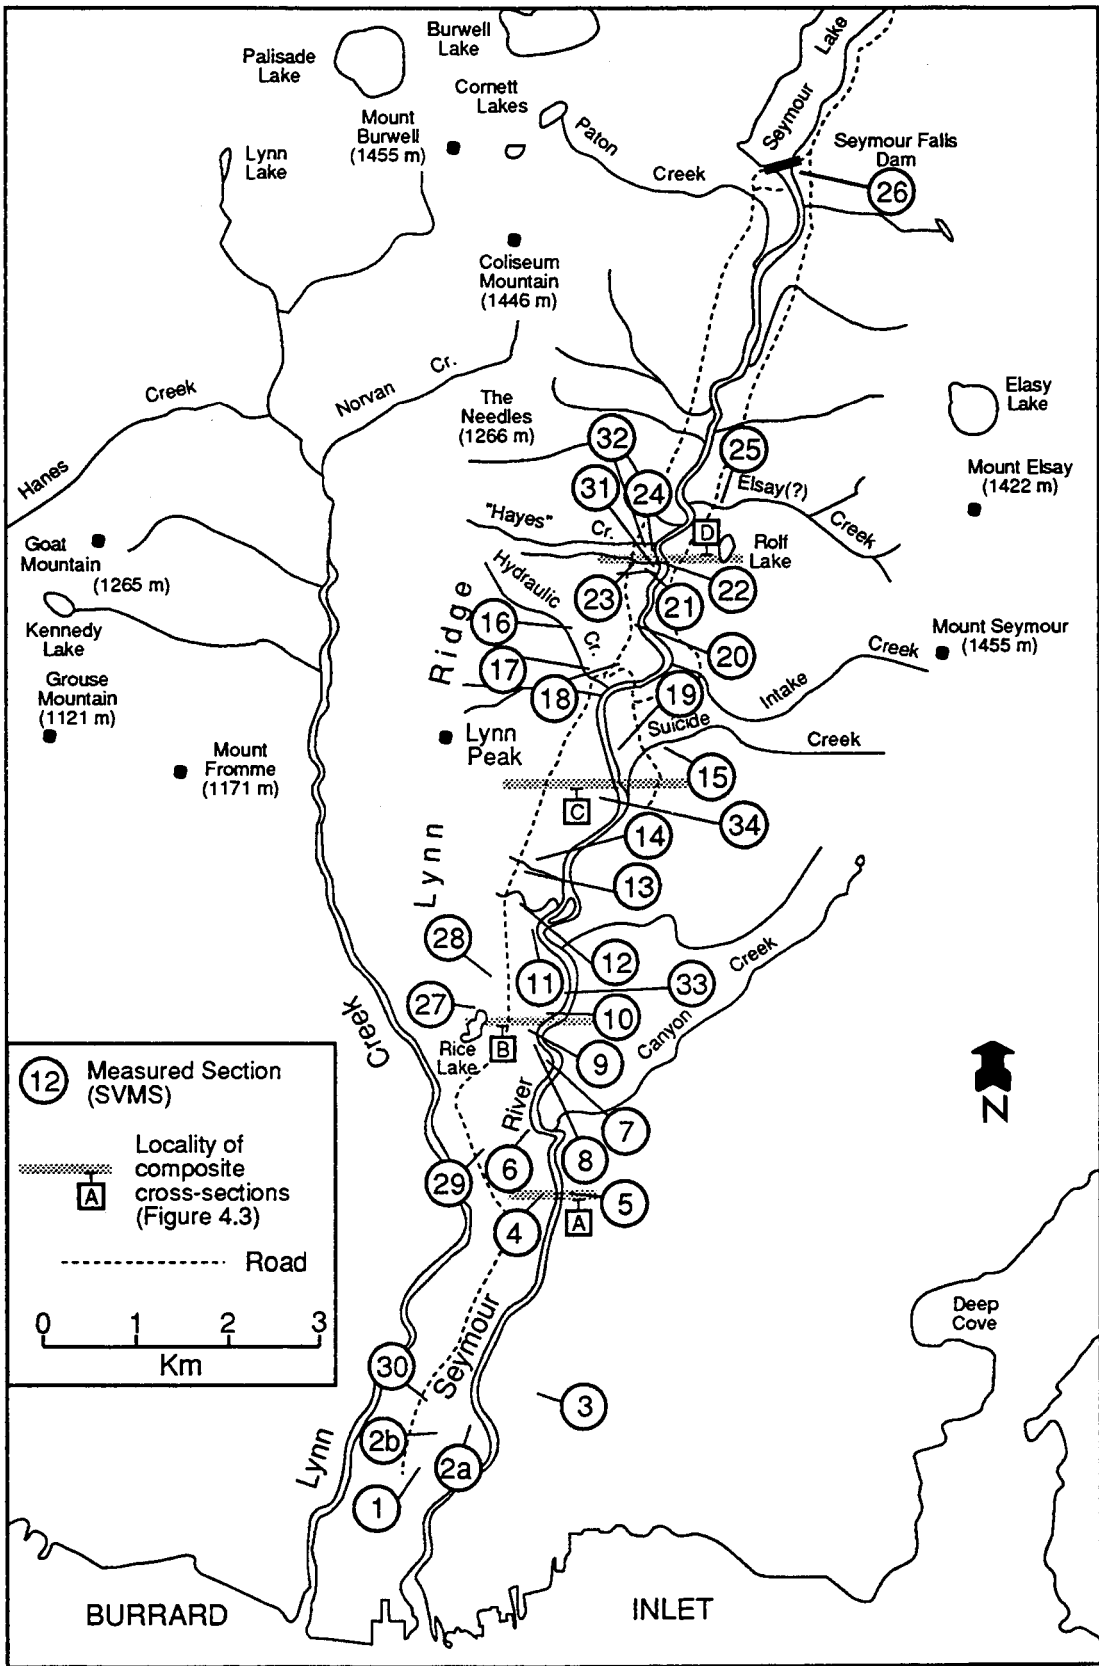 Burwell
Lake
Palisade
Lake
Cornett
Lakes
Mount
Burwell
(1455 m)
Lynn
Lake
Paton
Creek
Seymour
Lake
Seymour Falls
Dam
26
Coliseum
Mountain
(1446 m)
Norvan
Cr.
Hanes
Creek
The
Needles
(1266 m)
Elasy
Lake
Mount Elsay
(1422 m)
32
25
31
24
Elsay(?)
Creek
"Hayes"
Cr.
D
Rolf
Lake
Goat
Mountain
(1265 m)
Hydraulic
Cr.
23
21
22
Kennedy
Lake
16
20
Mount Seymour
(1455 m)
Grouse
Mountain
(1121 m)
17
18
19
Intake
Creek
Suicide
Creek
Lynn
Peak
Mount
Fromme
(1171 m)
15
C
34
14
13
Lynn
Ridge
28
12
11
33
27
10
Canyon
Creek
Rice
Lake
B
9
River
7
8
6
29
5
4
A
Lynn
Creek
Seymour
30
3
2b
2a
1
Deep
Cove
N
12
Measured Section
(SVMS)
A
Locality of
composite
cross-sections
(Figure 4.3)
Road
0 1 2 3
Km
BURRARD
INLET